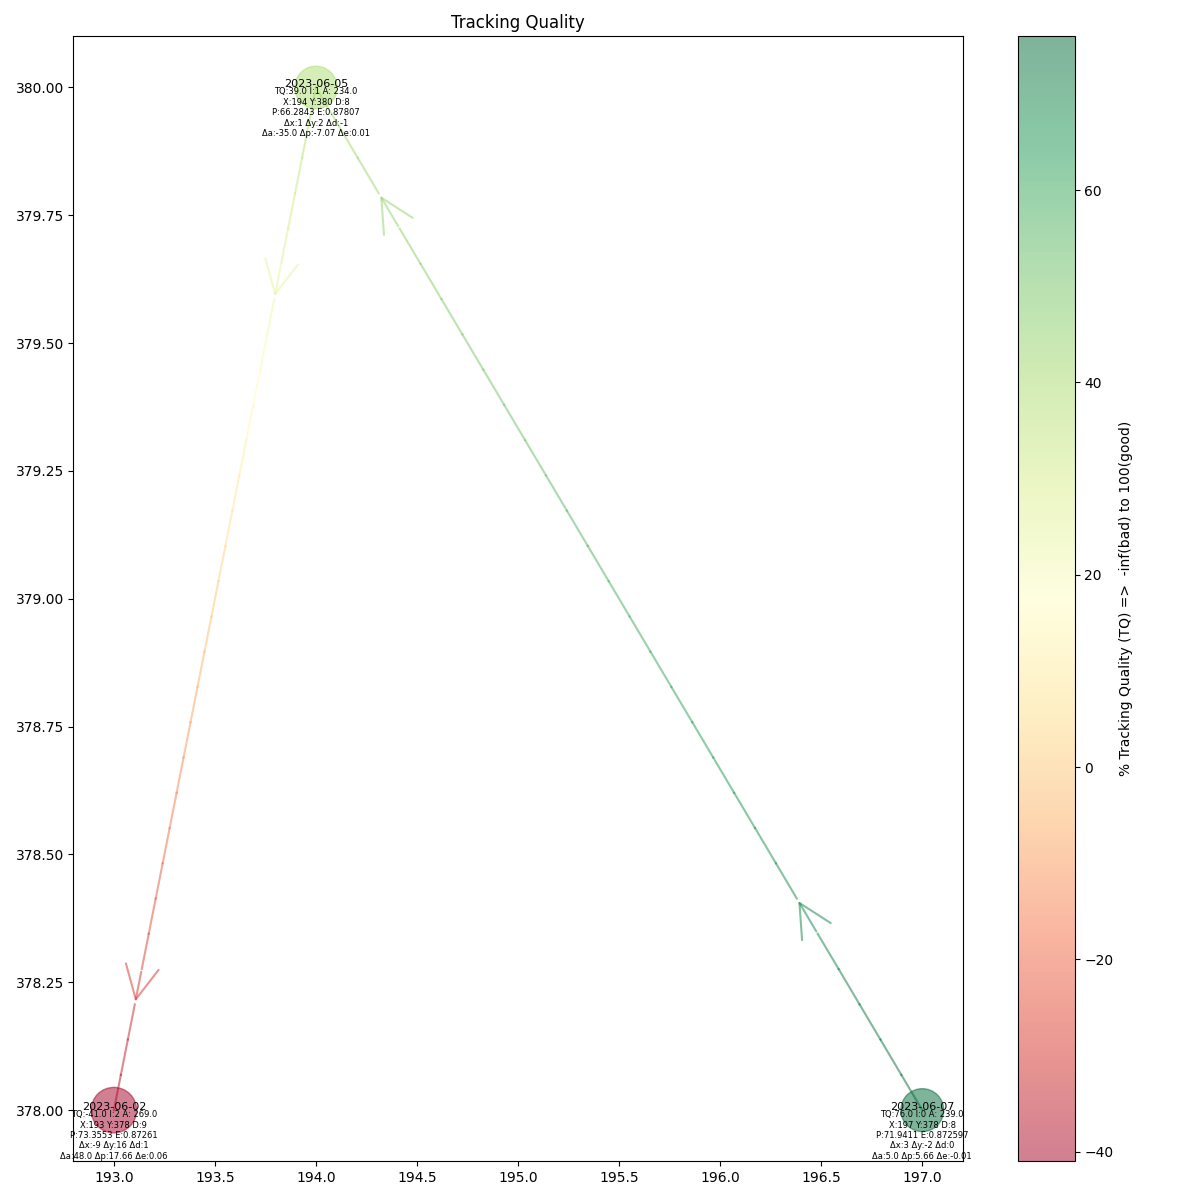 Tracking Quality
380.00
379.75
379.50
379.25
379.00
378.75
378.50
378.25
378.00
2023-06-05
TQ:39.0 I:1 A: 234.0
X:194 Y:380 D:8
P:66.2843 E:0.87807
Δx:1 Δy:2 Δd:-1
Δa:-35.0 Δp:-7.07 Δe:0.01
2023-06-02
TQ:-41.0 I:2 A: 269.0
X:193 Y:378 D:9
P:73.3553 E:0.87261
Δx:-9 Δy:16 Δd:1
Δa:48.0 Δp:17.66 Δe:0.06
2023-06-07
TQ:76.0 I:0 A: 239.0
X:197 Y:378 D:8
P:71.9411 E:0.872597
Δx:3 Δy:-2 Δd:0
Δa:5.0 Δp:5.66 Δe:-0.01
193.0 193.5 194.0 194.5 195.0 195.5 196.0 196.5 197.0
60
40
20
0
−20
−40
% Tracking Quality (TQ) => -inf(bad) to 100(good)